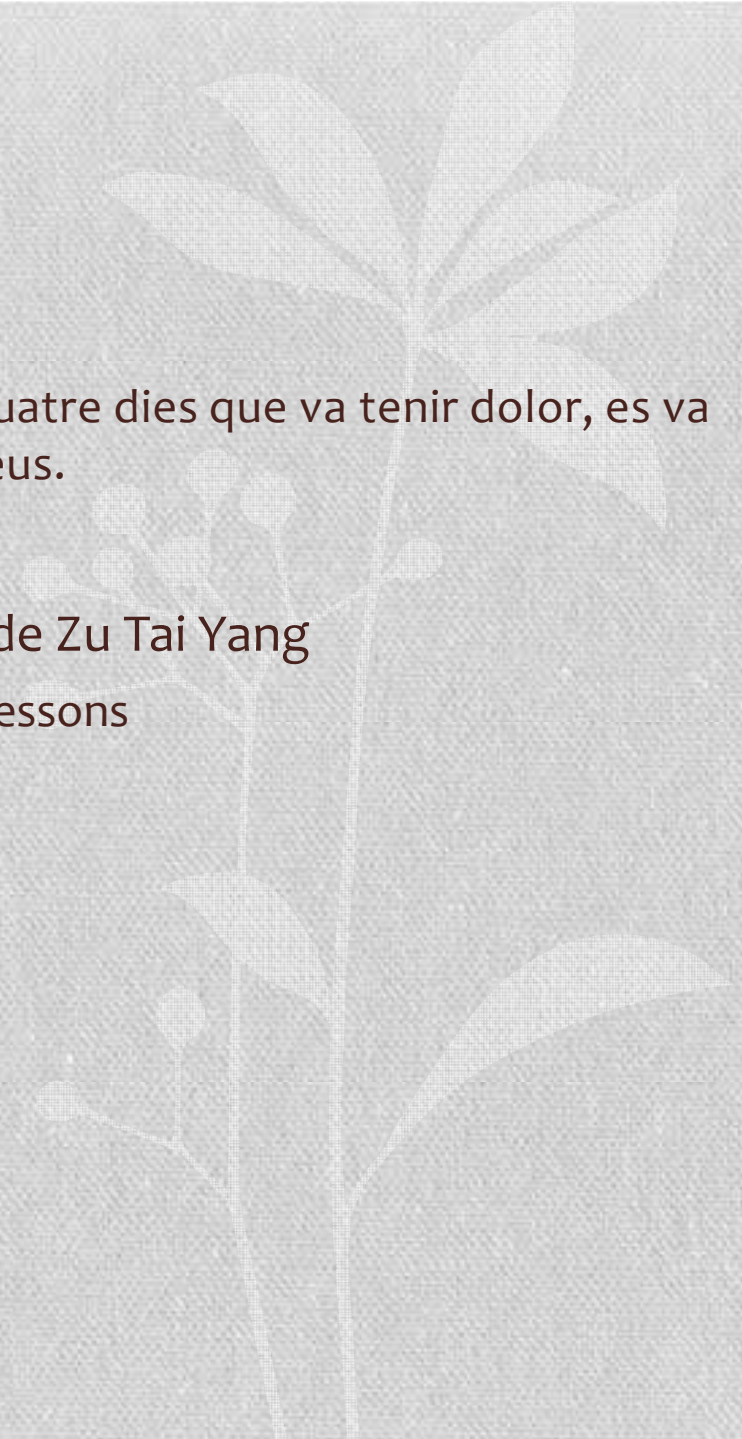 uatre dies que va tenir dolor, es va
eus.
de Zu Tai Yang
essons